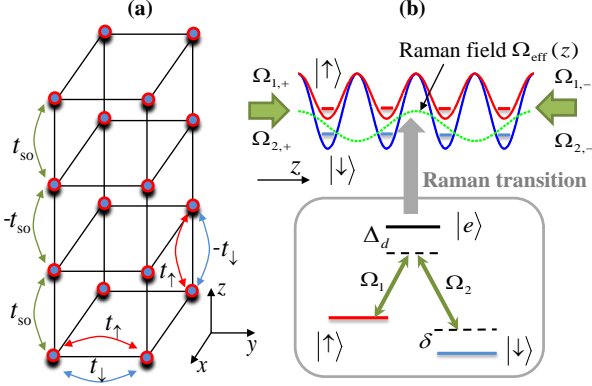 (a)
t_so
-t_so
t_so
-t_↓
t_↑
t_↑
t_↓
z
y
x
(b)
Raman field Ω_eff(z)
|↑⟩
Ω_1,+
Ω_1,−
Ω_2,+
Ω_2,−
|↓⟩
z
Raman transition
Δ_d
|e⟩
Ω_1
Ω_2
|↑⟩
δ
|↓⟩